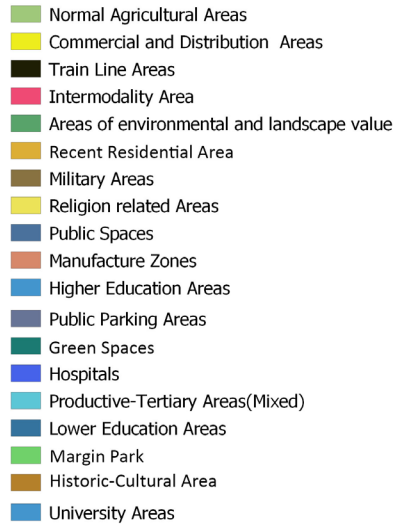 Normal Agricultural Areas
Commercial and Distribution  Areas
Train Line Areas
Intermodality Area
Areas of environmental and landscape value
Recent Residential Area
Military Areas
Religion related Areas
Public Spaces
Manufacture Zones
Higher Education Areas
Public Parking Areas
Green Spaces
Hospitals
Productive-Tertiary Areas(Mixed)
Lower Education Areas
Margin Park
Historic-Cultural Area
University Areas